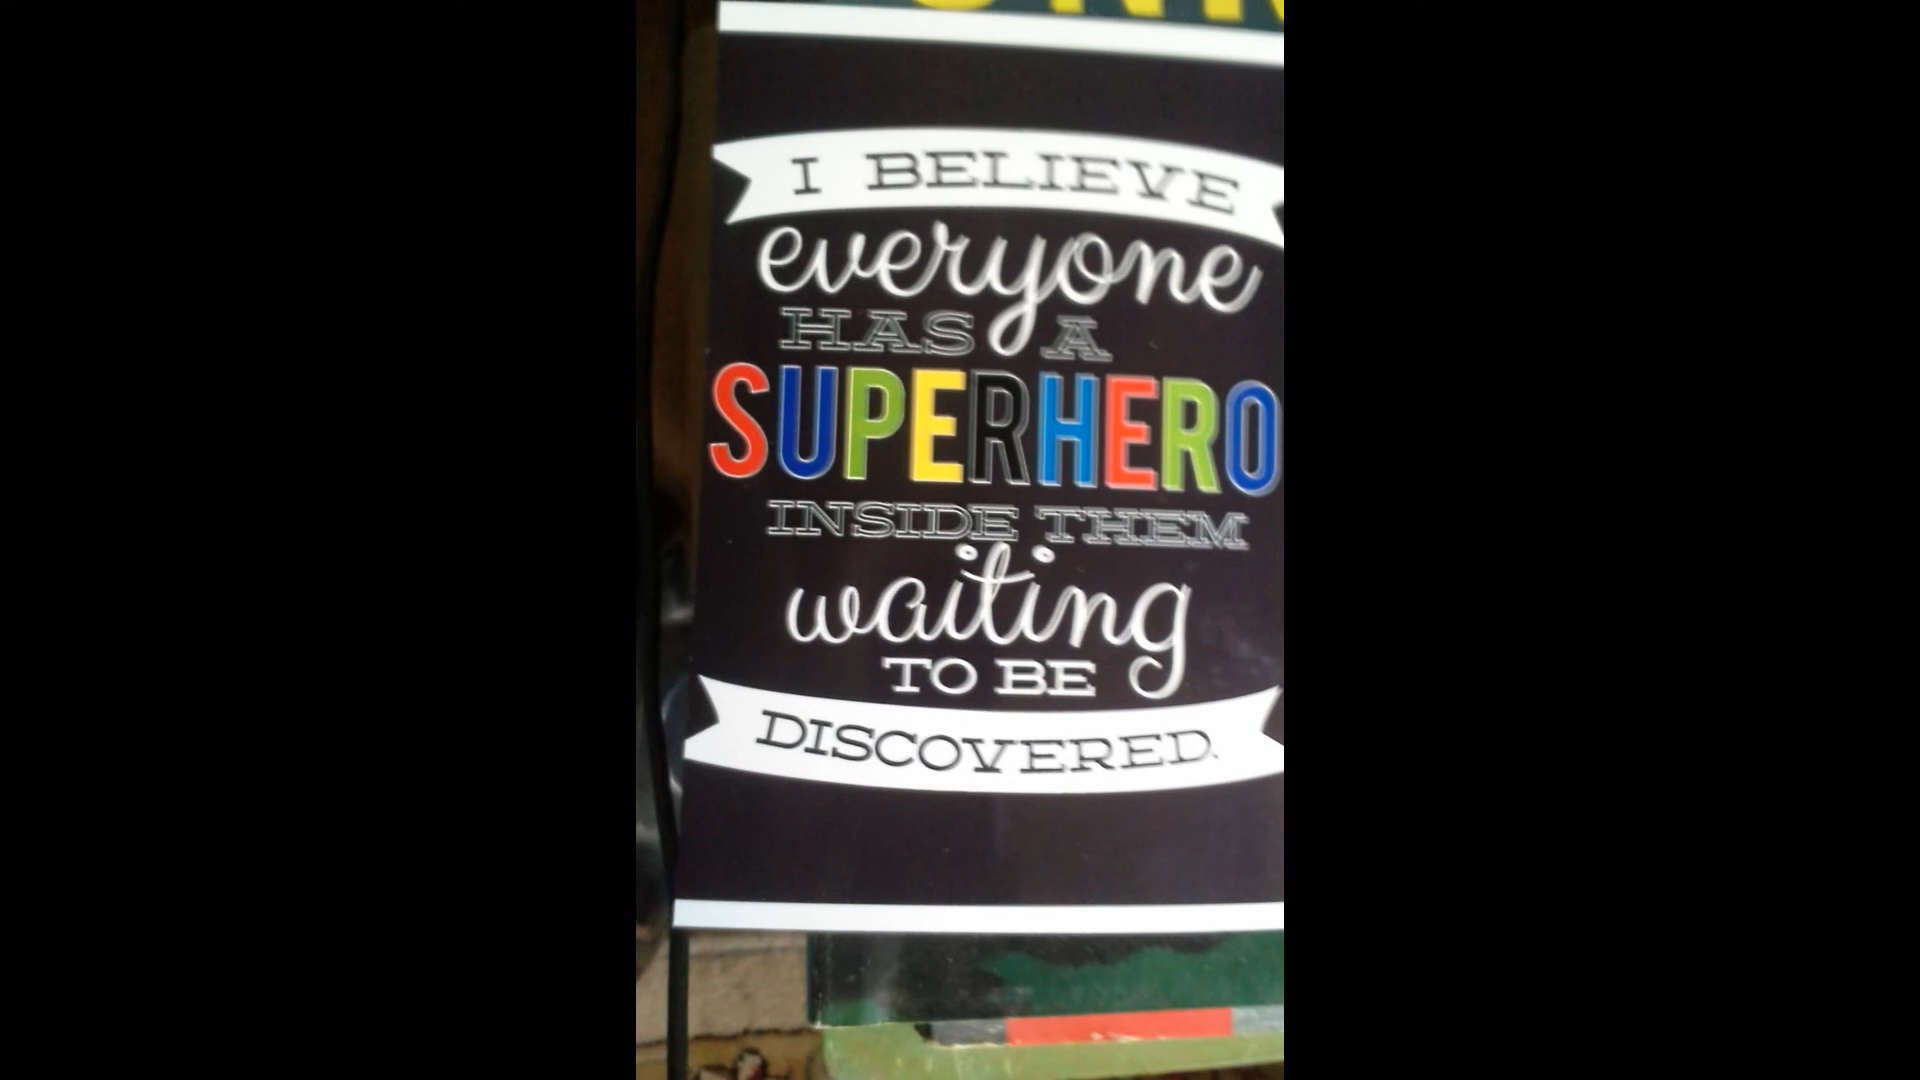 I BELIEVE
everyone
HAS A
SUPERHERO
INSIDE THEM
waiting
TO BE
DISCOVERED.